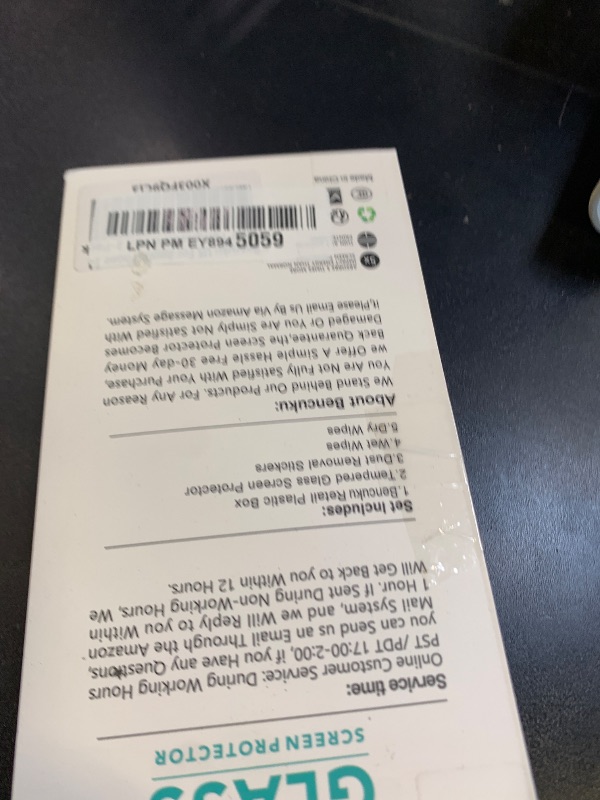 GLASS
SCREEN PROTECTOR
Service time:
Online Customer Service: During Working Hours
PST /PDT 17:00-2:00, if you Have any Questions,
you can Send us an Email Through the Amazon
Mail System, and we Will Reply to you Within
1 Hour. If Sent During Non-Working Hours, We
Will Get Back to you Within 12 Hours.
Set Includes:
1.Bencuku Retail Plastic Box
2.Tempered Glass Screen Protector
3.Dust Removal Stickers
4.Wet Wipes
5.Dry Wipes
About Bencuku:
We Stand Behind Our Products. For Any Reason
You Are Not Fully Satisfied With Your Purchase,
we Offer A Simple Hassle Free 30-day Money
Back Guarantee.the Screen Protector Becomes
Damaged Or You Are Simply Not Satisfied With
it,Please Email Us By Via Amazon Message System.
LPN PM EY894 5059
Made in China